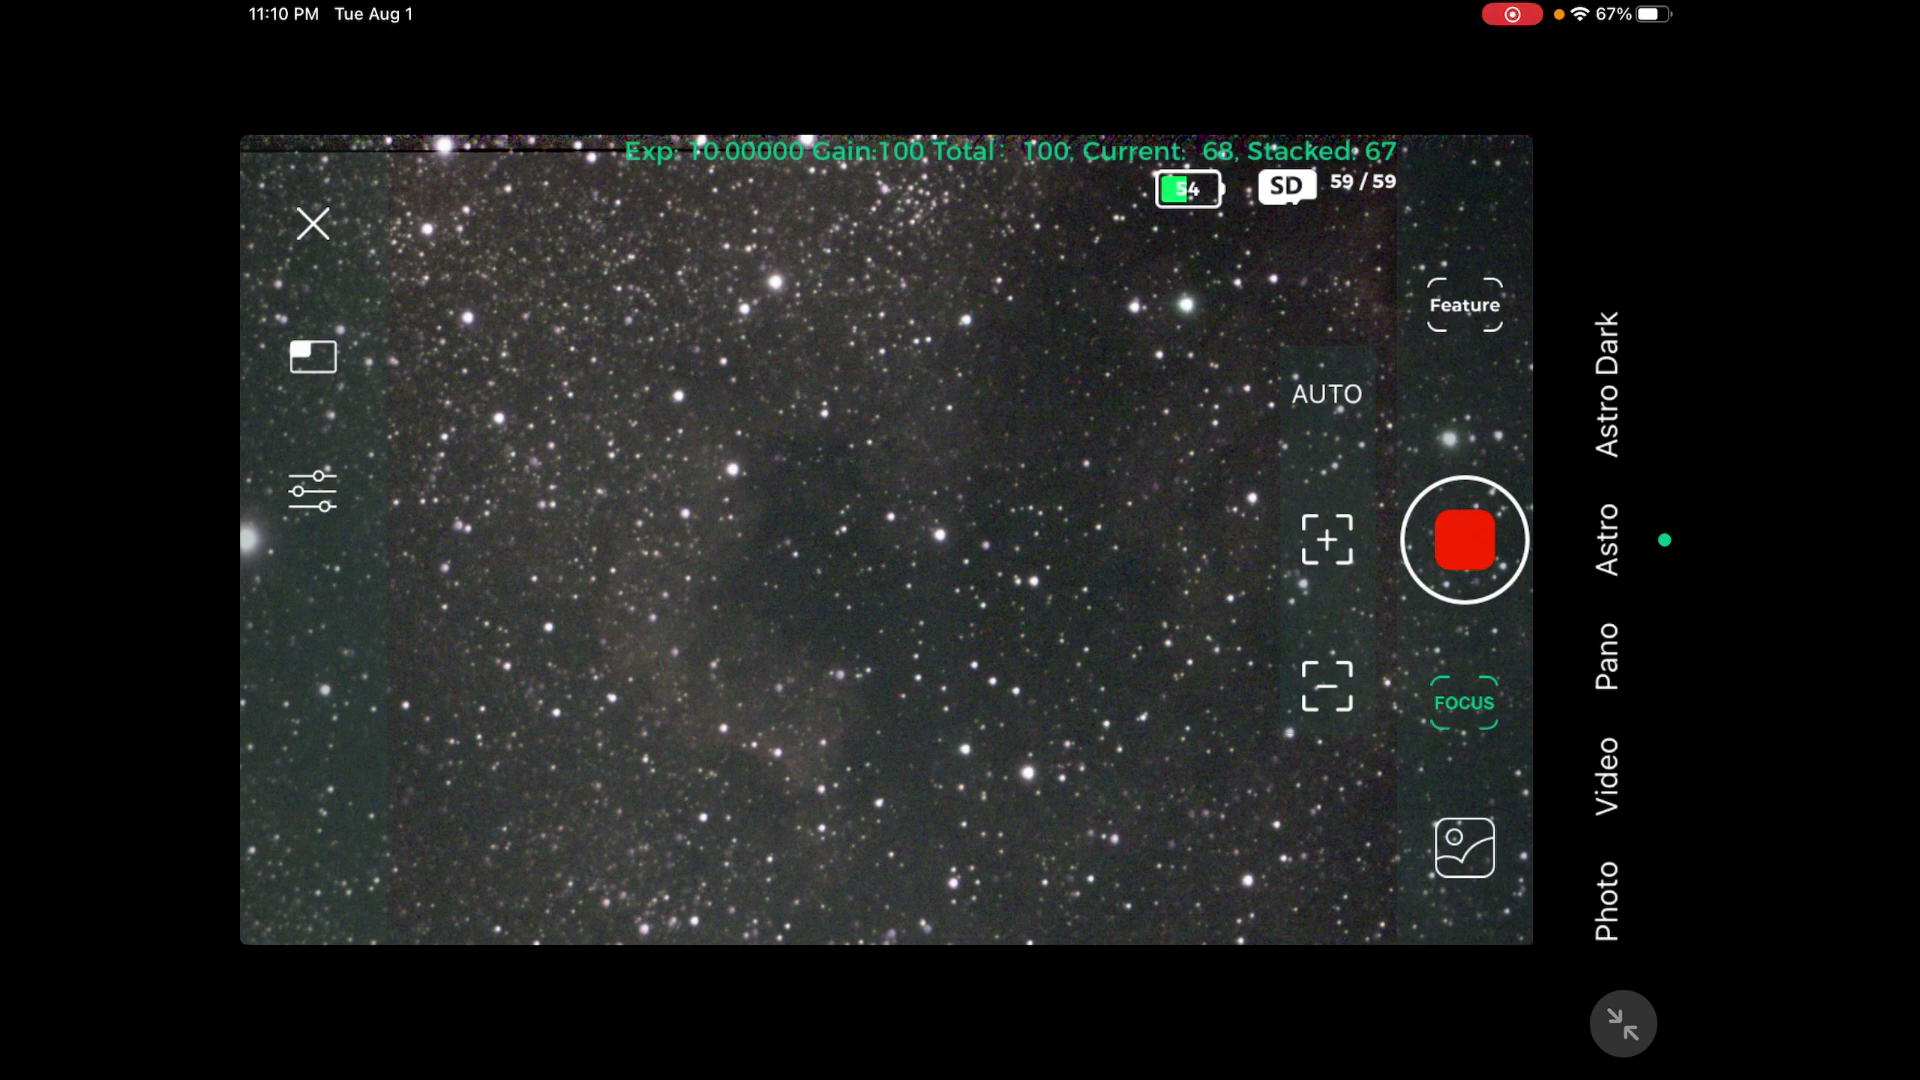 11:10 PM Tue Aug 1
67%
Exp: 10.00000 Gain:100 Total: 100, Current: 68, Stacked: 67
54
SD
59 / 59
Feature
AUTO
FOCUS
Astro Dark
Astro
Pano
Video
Photo